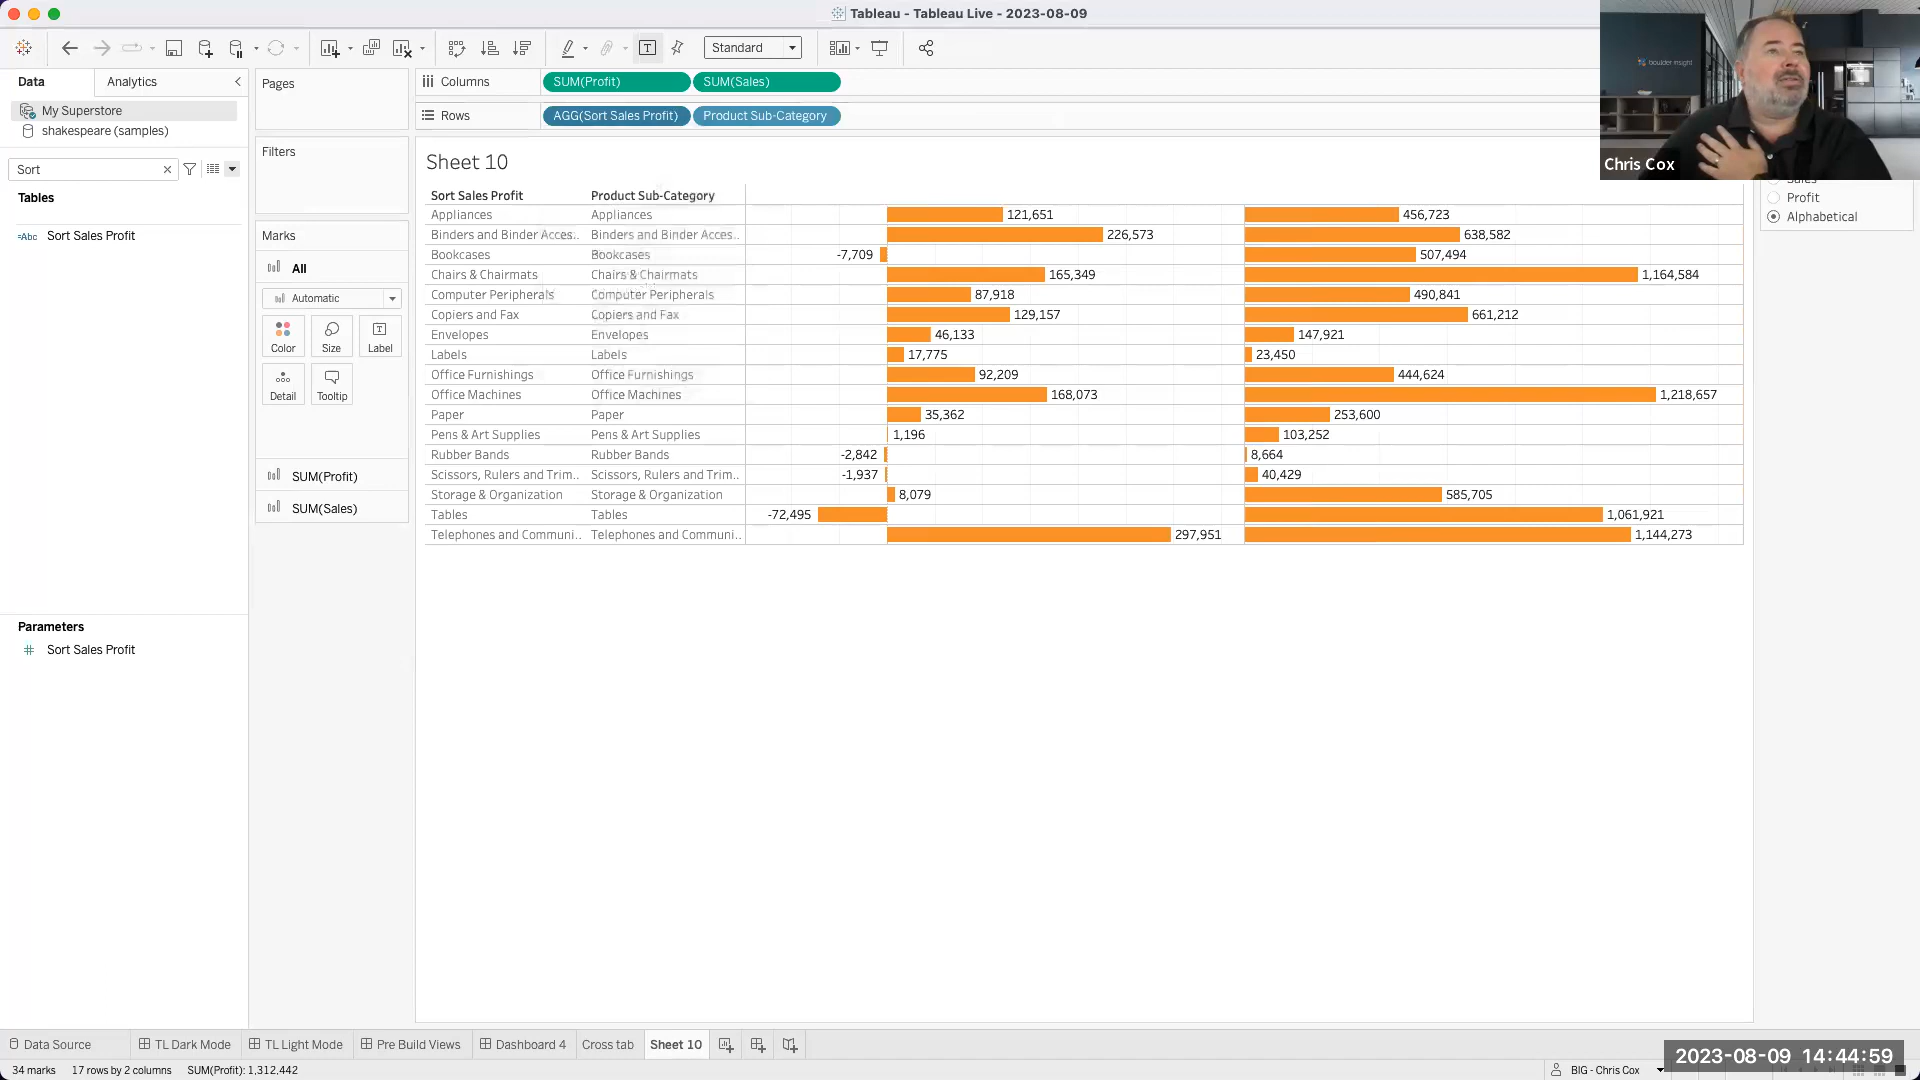 Tableau - Tableau Live - 2023-08-09
Standard
boulder insight
Chris Cox
Data
Analytics
My Superstore
shakespeare (samples)
Sort
Tables
Abc Sort Sales Profit
Parameters
# Sort Sales Profit
Pages
Filters
Marks
All
Automatic
Color
Size
Label
Detail
Tooltip
SUM(Profit)
SUM(Sales)
Columns
SUM(Profit)
SUM(Sales)
Rows
AGG(Sort Sales Profit)
Product Sub-Category
Sheet 10
Sort Sales Profit Product Sub-Category
Appliances Appliances 121,651 456,723
Binders and Binder Acces.. Binders and Binder Acces.. 226,573 638,582
Bookcases Bookcases -7,709 507,494
Chairs & Chairmats Chairs & Chairmats 165,349 1,164,584
Computer Peripherals Computer Peripherals 87,918 490,841
Copiers and Fax Copiers and Fax 129,157 661,212
Envelopes Envelopes 46,133 147,921
Labels Labels 17,775 23,450
Office Furnishings Office Furnishings 92,209 444,624
Office Machines Office Machines 168,073 1,218,657
Paper Paper 35,362 253,600
Pens & Art Supplies Pens & Art Supplies 1,196 103,252
Rubber Bands Rubber Bands -2,842 8,664
Scissors, Rulers and Trim.. Scissors, Rulers and Trim.. -1,937 40,429
Storage & Organization Storage & Organization 8,079 585,705
Tables Tables -72,495 1,061,921
Telephones and Communi.. Telephones and Communi.. 297,951 1,144,273
Sales
Profit
Alphabetical
Data Source
TL Dark Mode
TL Light Mode
Pre Build Views
Dashboard 4
Cross tab
Sheet 10
34 marks 17 rows by 2 columns SUM(Profit): 1,312,442
BIG - Chris Cox
2023-08-09 14:44:59